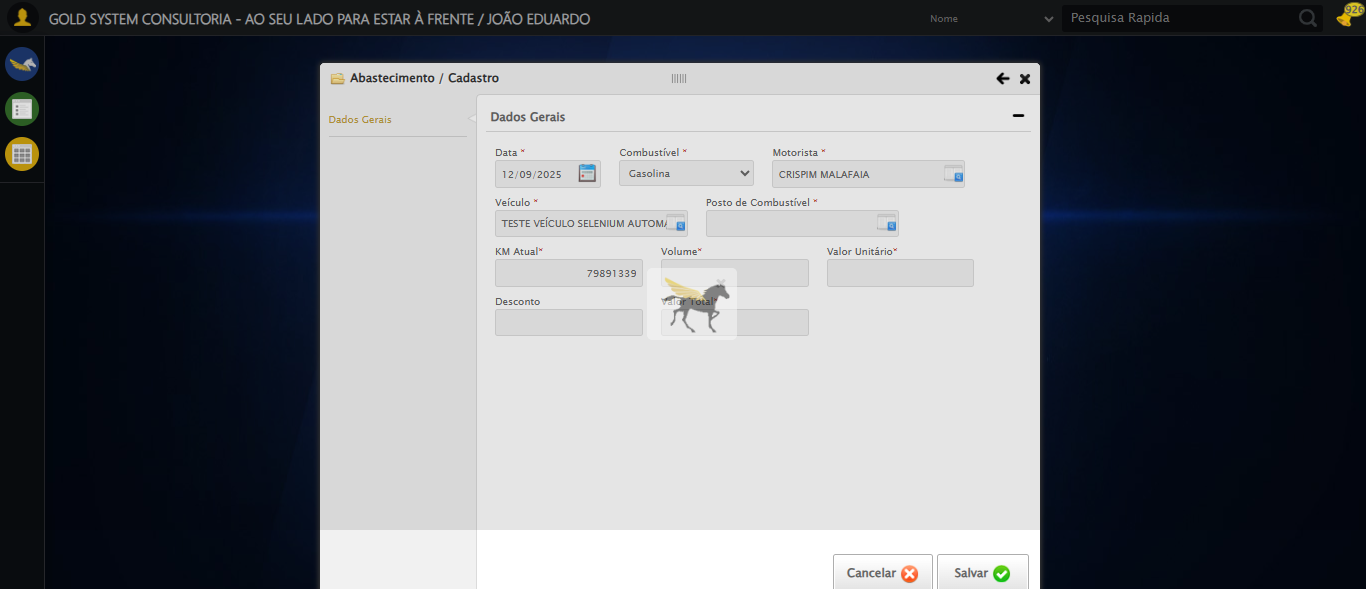 GOLD SYSTEM CONSULTORIA - AO SEU LADO PARA ESTAR À FRENTE / JOÃO EDUARDO
Nome
Pesquisa Rapida
926
Abastecimento / Cadastro
Dados Gerais
Dados Gerais
Data *
Combustível *
Motorista *
12/09/2025
Gasolina
CRISPIM MALAFAIA
Veículo *
Posto de Combustível *
TESTE VEÍCULO SELENIUM AUTOMA
KM Atual*
Volume*
Valor Unitário*
79891339
Desconto
Valor Total*
Cancelar
Salvar